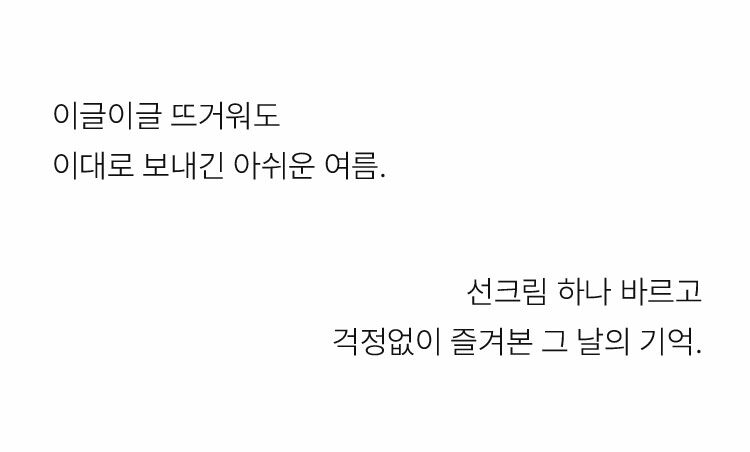 이글이글 뜨거워도
이대로 보내긴 아쉬운 여름.
선크림 하나 바르고
걱정없이 즐겨본 그 날의 기억.